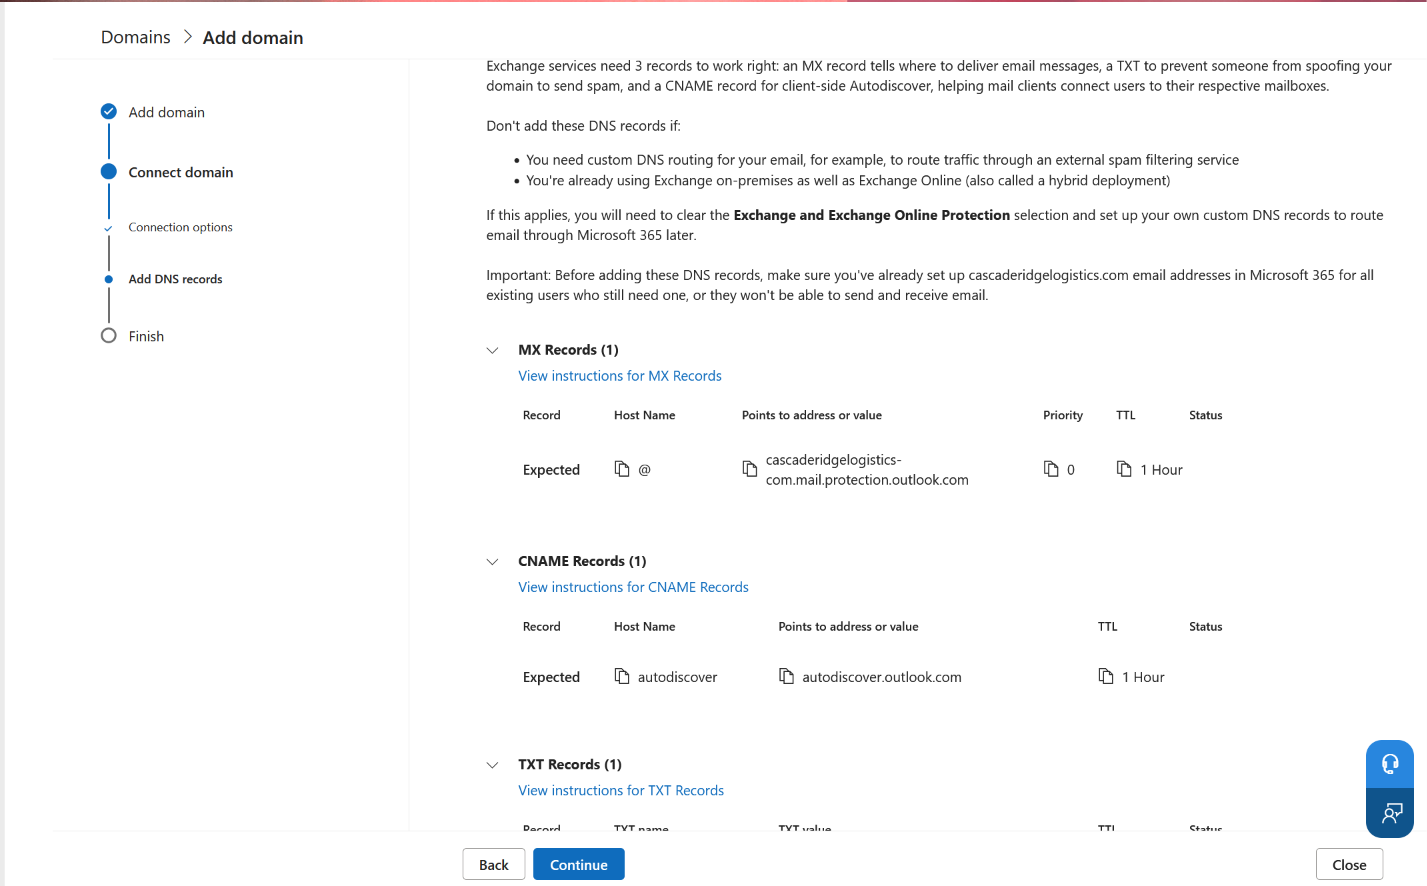 Domains > Add domain
Add domain
Connect domain
Connection options
Add DNS records
Finish
Exchange services need 3 records to work right: an MX record tells where to deliver email messages, a TXT to prevent someone from spoofing your
domain to send spam, and a CNAME record for client-side Autodiscover, helping mail clients connect users to their respective mailboxes.
Don't add these DNS records if:
• You need custom DNS routing for your email, for example, to route traffic through an external spam filtering service
• You're already using Exchange on-premises as well as Exchange Online (also called a hybrid deployment)
If this applies, you will need to clear the Exchange and Exchange Online Protection selection and set up your own custom DNS records to route
email through Microsoft 365 later.
Important: Before adding these DNS records, make sure you've already set up cascaderidgelogistics.com email addresses in Microsoft 365 for all
existing users who still need one, or they won't be able to send and receive email.
MX Records (1)
View instructions for MX Records
Record Host Name Points to address or value Priority TTL Status
Expected @ cascaderidgelogistics-
com.mail.protection.outlook.com 0 1 Hour
CNAME Records (1)
View instructions for CNAME Records
Record Host Name Points to address or value TTL Status
Expected autodiscover autodiscover.outlook.com 1 Hour
TXT Records (1)
View instructions for TXT Records
Record TXT name TXT value TTL Status
Back Continue Close